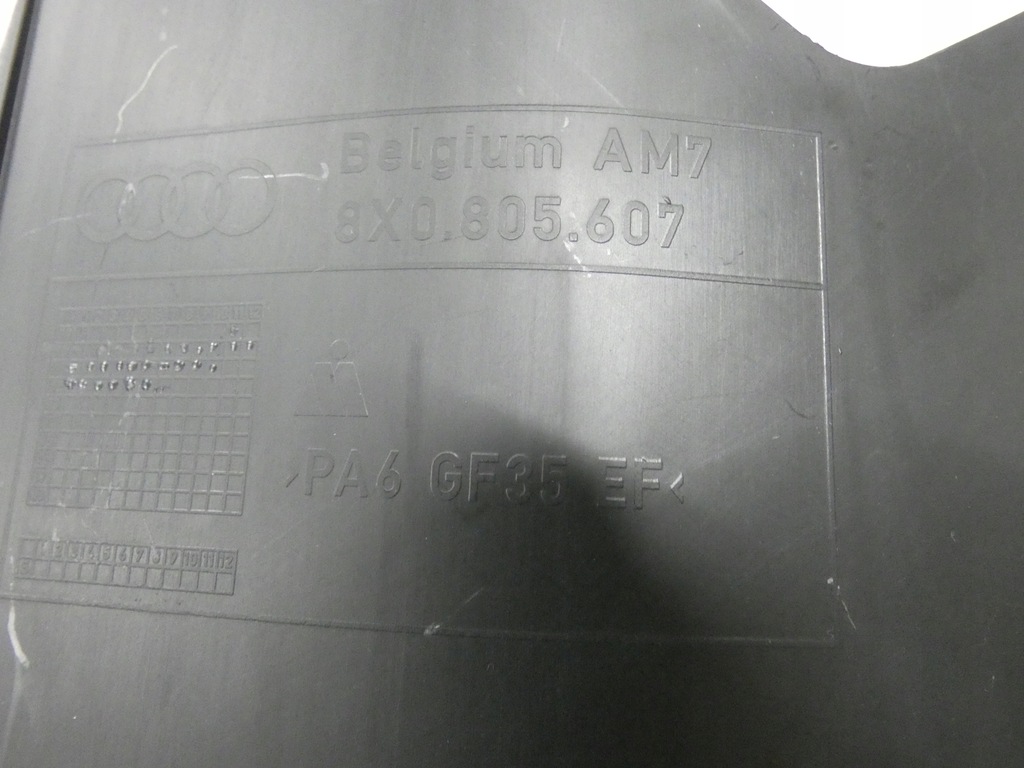 Belgium AM7
8X0.805.607
>PA6 GF35 EF<